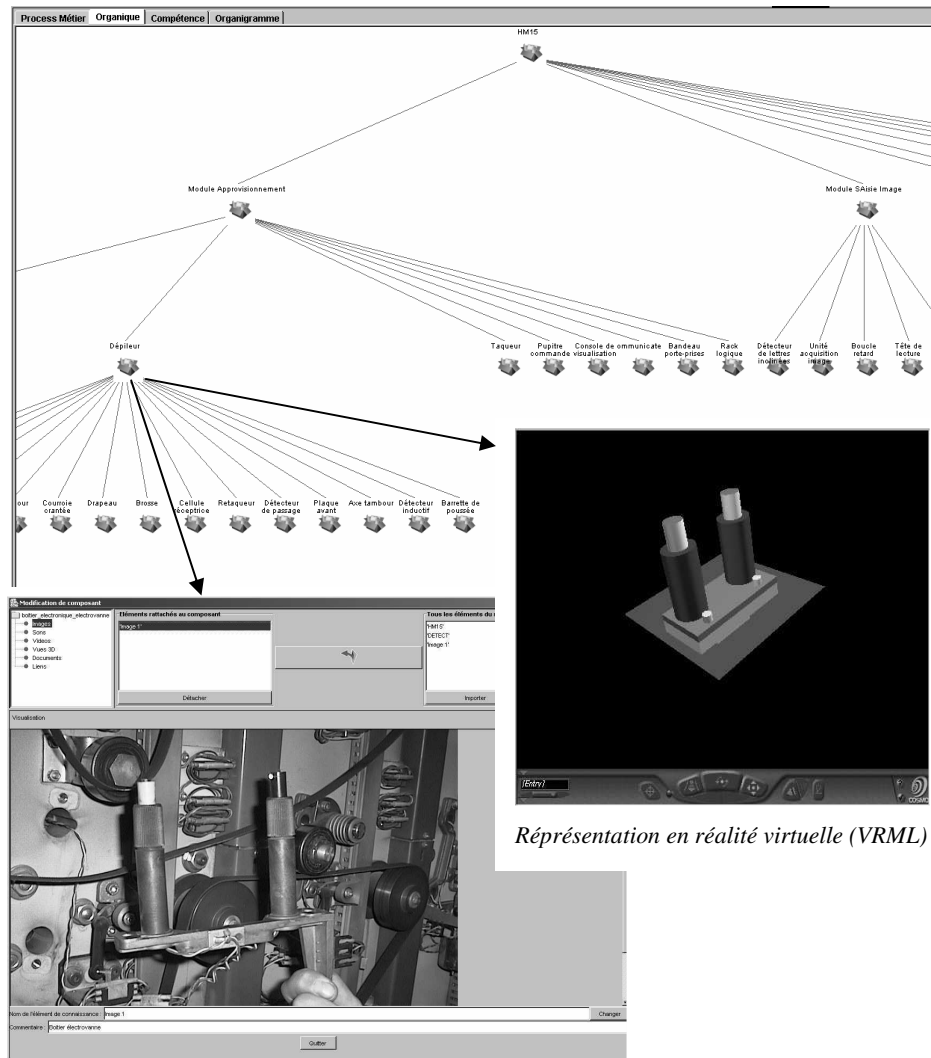 Process Métier Organique Compétence Organigramme
HM15
Module Approvisionnement
Module SAisie Image
Dépileur
Taqueur
Pupitre
commande
Console de
visualisation
ommunicate
Bandeau
porte-prises
Rack
logique
Détecteur
de lettres
inclinées
Unité
acquisition
image
Boucle
retard
Tête de
lecture
our
Courroie
crantée
Drapeau
Brosse
Cellule
réceptrice
Retaqueur
Détecteur
de passage
Plaque
avant
Axe tambour
Détecteur
inductif
Barrette de
poussée
Modification de composant
boitier_electronique_electrovanne
Images
Sons
Videos
Vues 3D
Documents
Liens
Eléments rattachés au composant
'Image 1'
Détacher
Tous les éléments du s
'HM15'
'DETECT'
'Image 1'
Importer
Visualisation
[Entry]
COSMO
Réprésentation en réalité virtuelle (VRML)
Nom de l'élément de connaissance : Image 1
Changer
Commentaire : Boitier électrovanne
Quitter